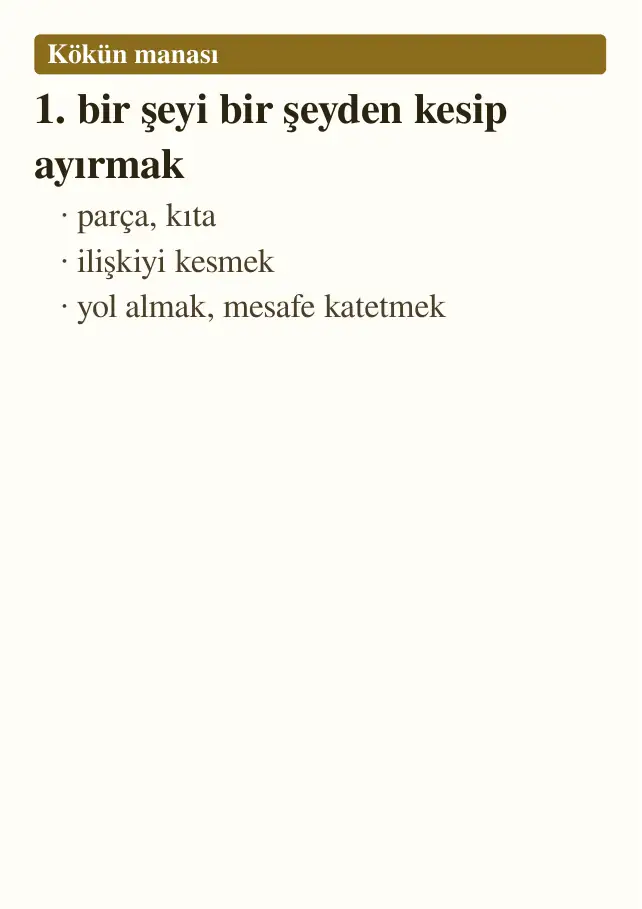 Kökün manası
1. bir şeyi bir şeyden kesip
ayırmak
· parça, kıta
· ilişkiyi kesmek
· yol almak, mesafe katetmek